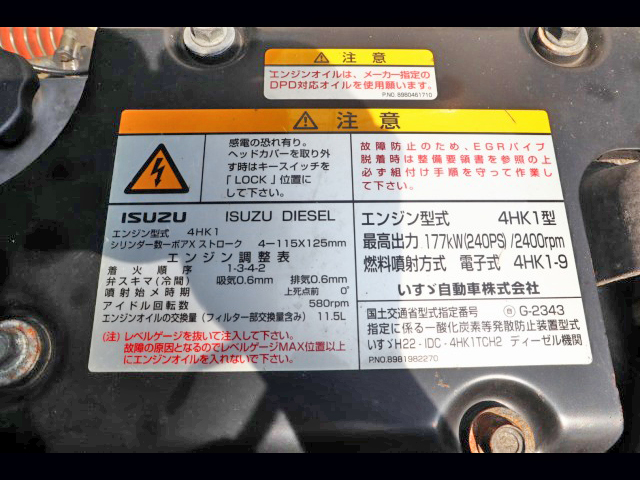 ⚠ 注意
エンジンオイルは、メーカー指定の
DPD対応オイルを使用願います。
P.NO. 8980461710
⚠ 注意
感電の恐れ有り。
ヘッドカバーを取り外
す時はキースイッチを
「LOCK」位置に
して下さい。
故障防止のため、EGRパイプ
脱着時は整備要領書を参照の上
必ず組付け手順を守って作業し
て下さい。
ISUZU ISUZU DIESEL
エンジン型式 4HK1
シリンダー数ーボアX ストローク 4-115X125mm
エンジン調整表
着火順序 1-3-4-2
弁スキマ(冷間) 吸気0.6mm 排気0.6mm
噴射始メ時期 上死点前 0°
アイドル回転数 580rpm
エンジンオイルの交換量(フィルター部交換量含み) 11.5L
(注) レベルゲージを抜いて注入して下さい。
故障の原因となるのでレベルゲージMAX位置以上
にエンジンオイルを入れないで下さい。
エンジン型式 4HK1型
最高出力 177kW(240PS)/2400rpm
燃料噴射方式 電子式 4HK1-9
いすゞ自動車株式会社
国土交通省型式指定番号 G-2343
指定に係る一酸化炭素等発散防止装置型式
いすゞH22-IDC-4HK1TCH2 ディーゼル機関
P.NO.8981982270